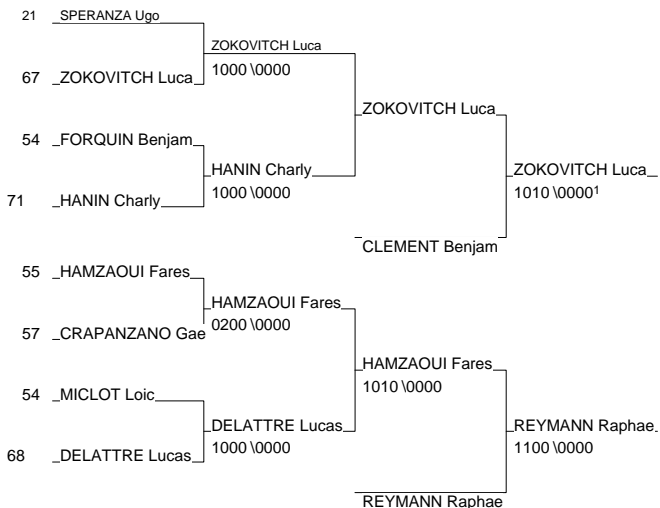 21 SPERANZA Ugo
ZOKOVITCH Luca
1000 \0000
67 ZOKOVITCH Luca
ZOKOVITCH Luca
54 FORQUIN Benjam
HANIN Charly
1000 \0000
ZOKOVITCH Luca
1010 \0000¹
71 HANIN Charly
CLEMENT Benjam
55 HAMZAOUI Fares
HAMZAOUI Fares
0200 \0000
57 CRAPANZANO Gae
HAMZAOUI Fares
1010 \0000
54 MICLOT Loic
DELATTRE Lucas
1000 \0000
REYMANN Raphae
1100 \0000
68 DELATTRE Lucas
REYMANN Raphae